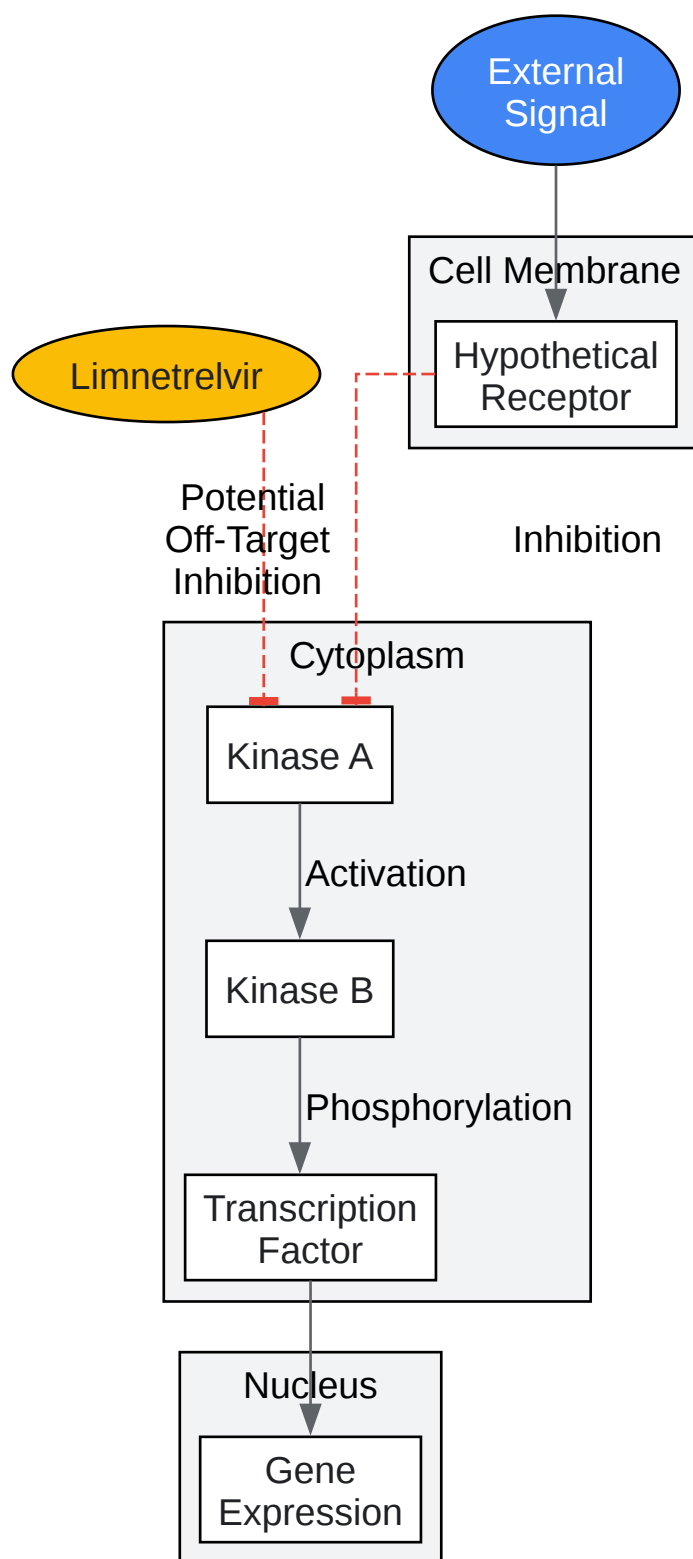 External
Signal
Cell Membrane
Hypothetical
Receptor
Limnetrelvir
Potential
Off-Target
Inhibition
Inhibition
Cytoplasm
Kinase A
Activation
Kinase B
Phosphorylation
Transcription
Factor
Nucleus
Gene
Expression